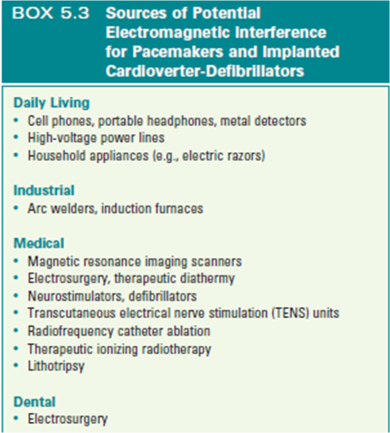 BOX 5.3 Sources of Potential
Electromagnetic Interference
for Pacemakers and Implanted
Cardioverter-Defibrillators
Daily Living
• Cell phones, portable headphones, metal detectors
• High-voltage power lines
• Household appliances (e.g., electric razors)
Industrial
• Arc welders, induction furnaces
Medical
• Magnetic resonance imaging scanners
• Electrosurgery, therapeutic diathermy
• Neurostimulators, defibrillators
• Transcutaneous electrical nerve stimulation (TENS) units
• Radiofrequency catheter ablation
• Therapeutic ionizing radiotherapy
• Lithotripsy
Dental
• Electrosurgery